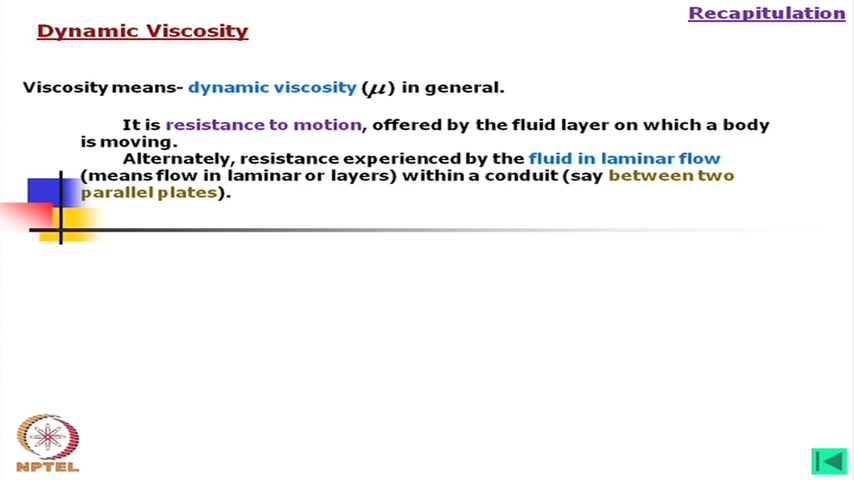 Recapitulation
Dynamic Viscosity
Viscosity means- dynamic viscosity (μ) in general.
It is resistance to motion, offered by the fluid layer on which a body
is moving.
Alternately, resistance experienced by the fluid in laminar flow
(means flow in laminar or layers) within a conduit (say between two
parallel plates).
NPTEL